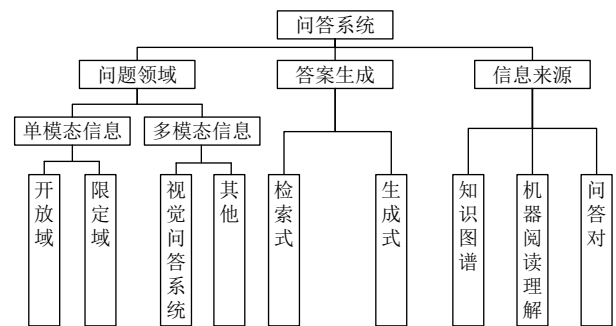 问答系统
问题领域
答案生成
信息来源
单模态信息
多模态信息
开放域
限定域
视觉问答系统
其他
检索式
生成式
知识图谱
机器阅读理解
问答对